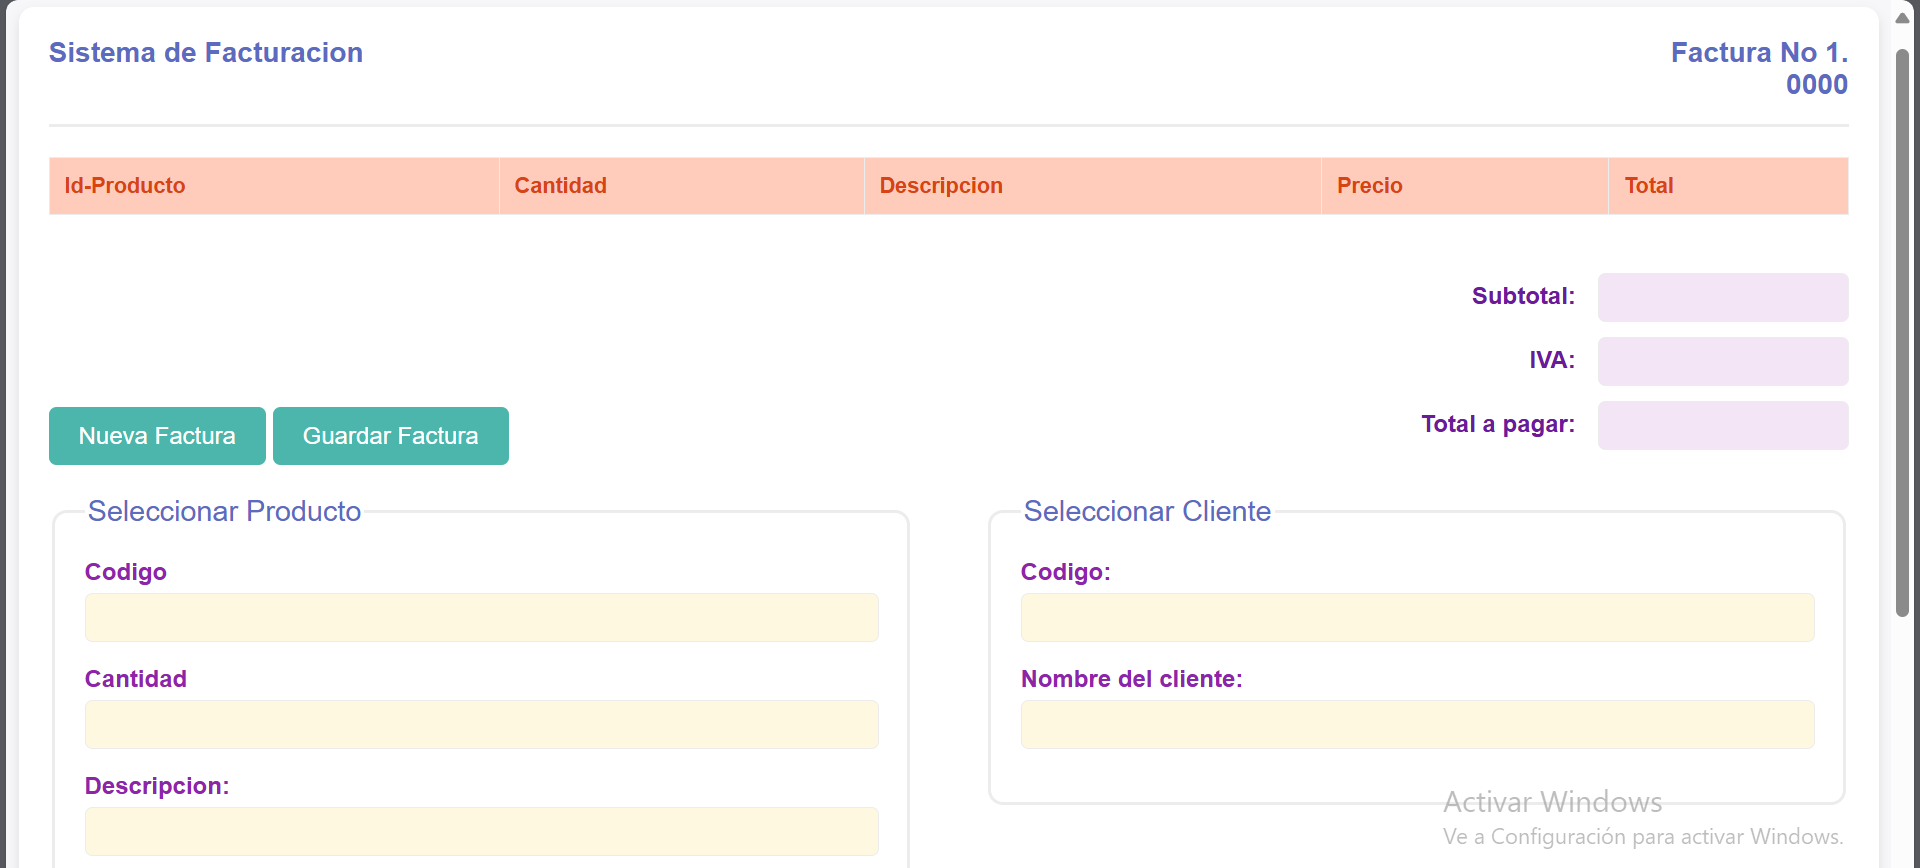 Sistema de Facturacion
Factura No 1.
0000
Id-Producto Cantidad Descripcion Precio Total
Subtotal:
IVA:
Total a pagar:
Nueva Factura Guardar Factura
Seleccionar Producto
Codigo
Cantidad
Descripcion:
Seleccionar Cliente
Codigo:
Nombre del cliente:
Activar Windows
Ve a Configuración para activar Windows.